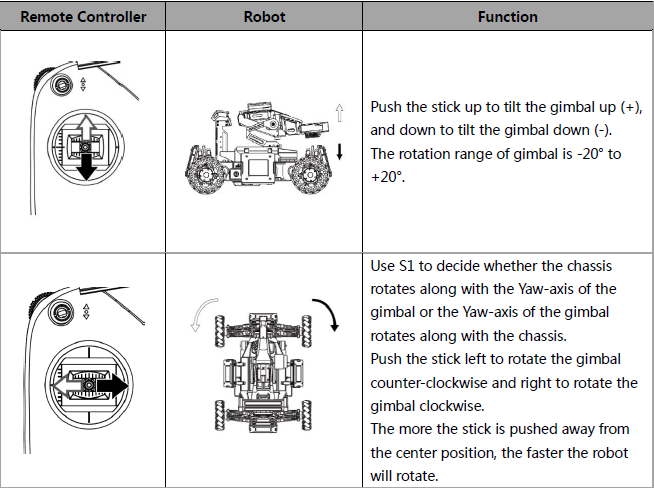 Remote Controller Robot Function
Push the stick up to tilt the gimbal up (+),
and down to tilt the gimbal down (-).
The rotation range of gimbal is -20° to
+20°.
Use S1 to decide whether the chassis
rotates along with the Yaw-axis of the
gimbal or the Yaw-axis of the gimbal
rotates along with the chassis.
Push the stick left to rotate the gimbal
counter-clockwise and right to rotate the
gimbal clockwise.
The more the stick is pushed away from
the center position, the faster the robot
will rotate.